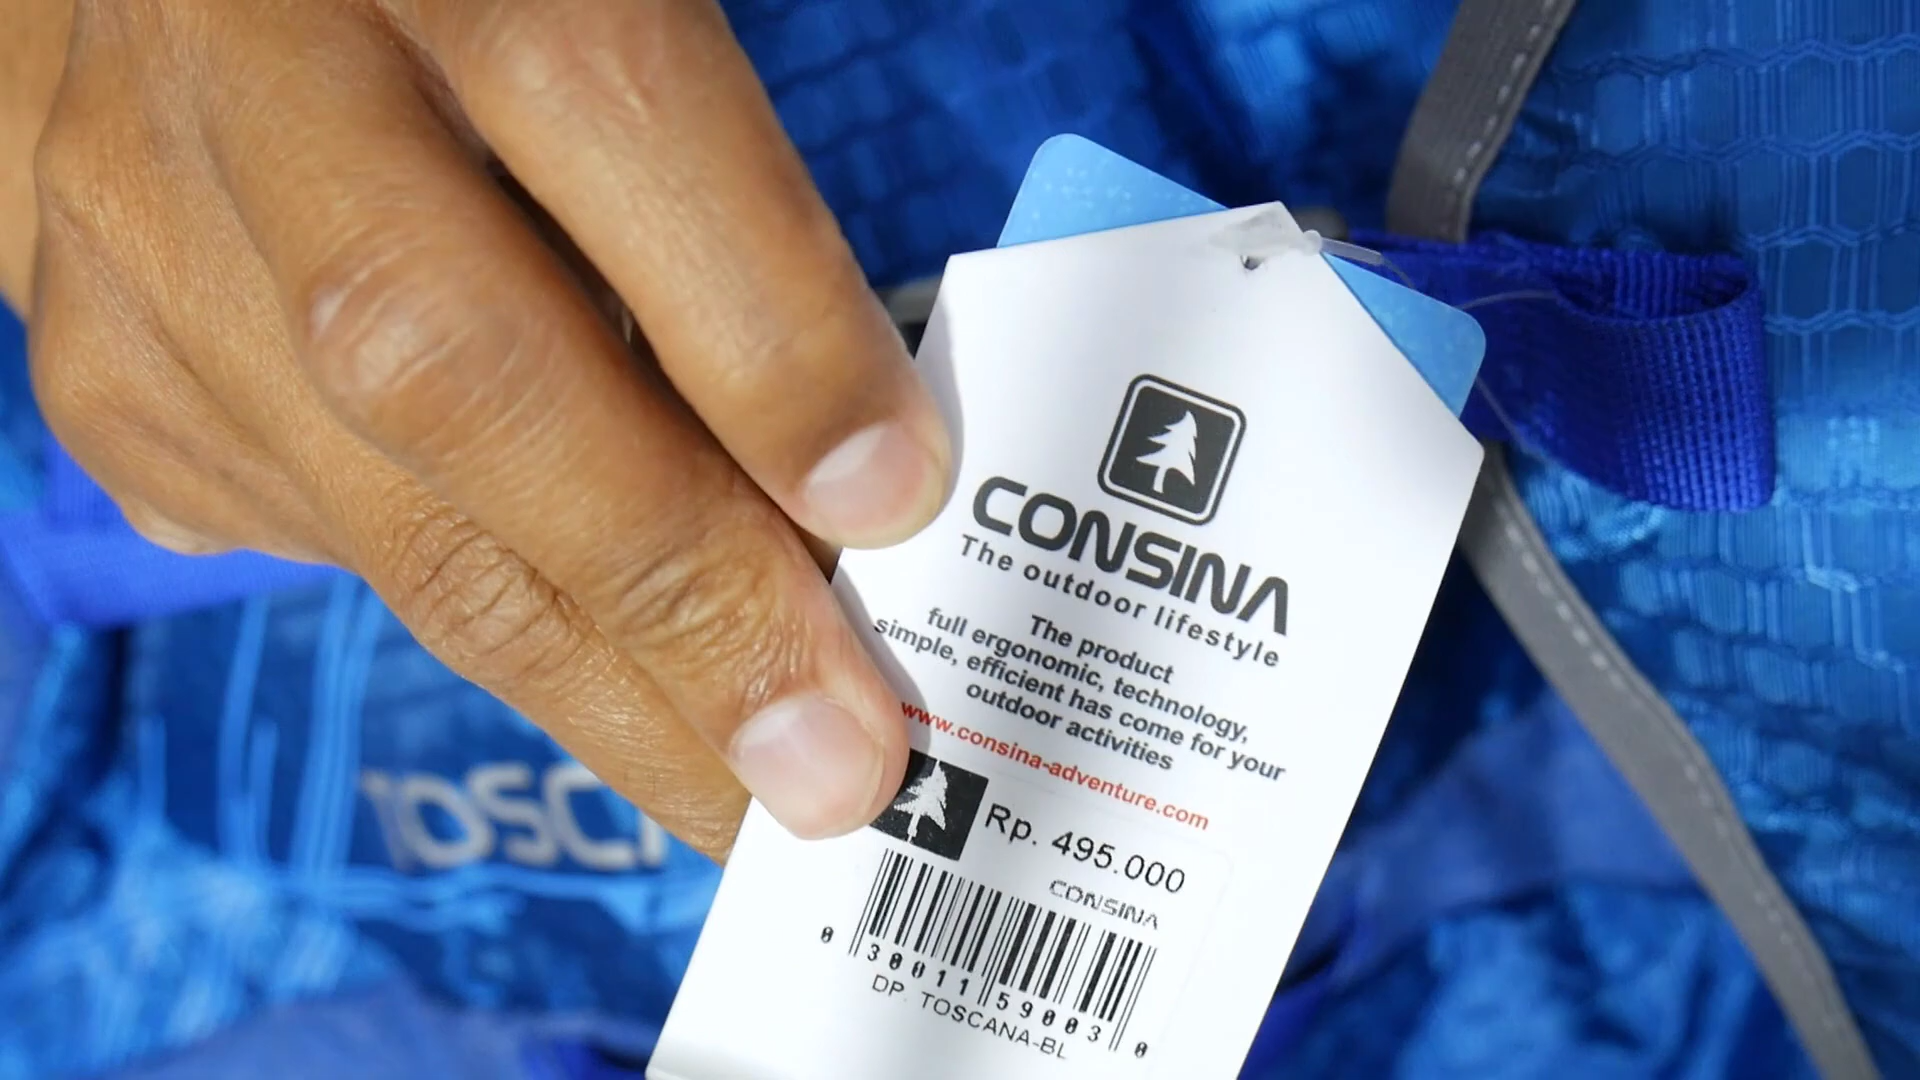 CONSINA
The outdoor lifestyle
The product
full ergonomic, technology,
simple, efficient has come for your
outdoor activities
www.consina-adventure.com
Rp. 495.000
CONSINA
0 38011 59003 0
DP. TOSCANA-BL
TOSCA